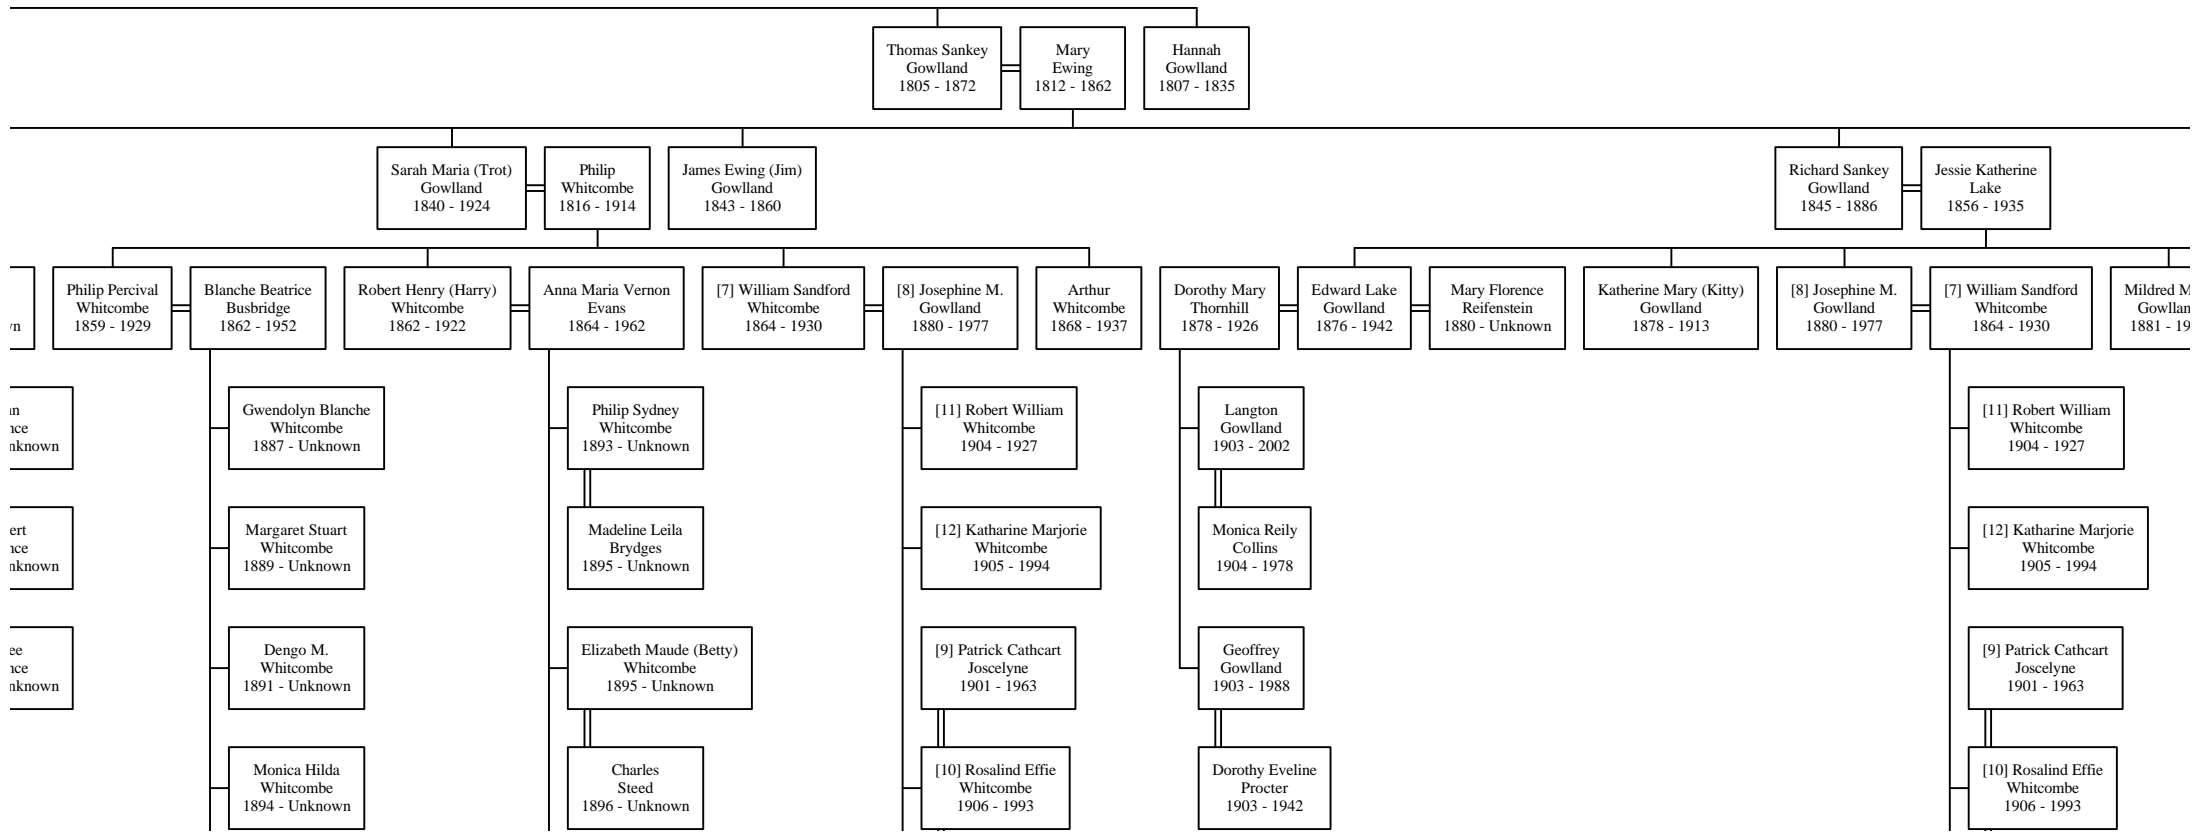 Thomas Sankey
Gowlland
1805 - 1872
Mary
Ewing
1812 - 1862
Hannah
Gowlland
1807 - 1835
Sarah Maria (Trot)
Gowlland
1840 - 1924
Philip
Whitcombe
1816 - 1914
James Ewing (Jim)
Gowlland
1843 - 1860
Richard Sankey
Gowlland
1845 - 1886
Jessie Katherine
Lake
1856 - 1935
Philip Percival
Whitcombe
1859 - 1929
Blanche Beatrice
Busbridge
1862 - 1952
Robert Henry (Harry)
Whitcombe
1862 - 1922
Anna Maria Vernon
Evans
1864 - 1962
[7] William Sandford
Whitcombe
1864 - 1930
[8] Josephine M.
Gowlland
1880 - 1977
Arthur
Whitcombe
1868 - 1937
Dorothy Mary
Thornhill
1878 - 1926
Edward Lake
Gowlland
1876 - 1942
Mary Florence
Reifenstein
1880 - Unknown
Katherine Mary (Kitty)
Gowlland
1878 - 1913
[8] Josephine M.
Gowlland
1880 - 1977
[7] William Sandford
Whitcombe
1864 - 1930
Mildred
1881 -
Gwendolyn Blanche
Whitcombe
1887 - Unknown
Philip Sydney
Whitcombe
1893 - Unknown
[11] Robert William
Whitcombe
1904 - 1927
Langton
Gowlland
1903 - 2002
[11] Robert William
Whitcombe
1904 - 1927
Margaret Stuart
Whitcombe
1889 - Unknown
Madeline Leila
Brydges
1895 - Unknown
[12] Katharine Marjorie
Whitcombe
1905 - 1994
Monica Reily
Collins
1904 - 1978
[12] Katharine Marjorie
Whitcombe
1905 - 1994
Dengo M.
Whitcombe
1891 - Unknown
Elizabeth Maude (Betty)
Whitcombe
1895 - Unknown
[9] Patrick Cathcart
Joscelyne
1901 - 1963
Geoffrey
Gowlland
1903 - 1988
[9] Patrick Cathcart
Joscelyne
1901 - 1963
Monica Hilda
Whitcombe
1894 - Unknown
Charles
Steed
1896 - Unknown
[10] Rosalind Effie
Whitcombe
1906 - 1993
Dorothy Eveline
Procter
1903 - 1942
[10] Rosalind Effie
Whitcombe
1906 - 1993